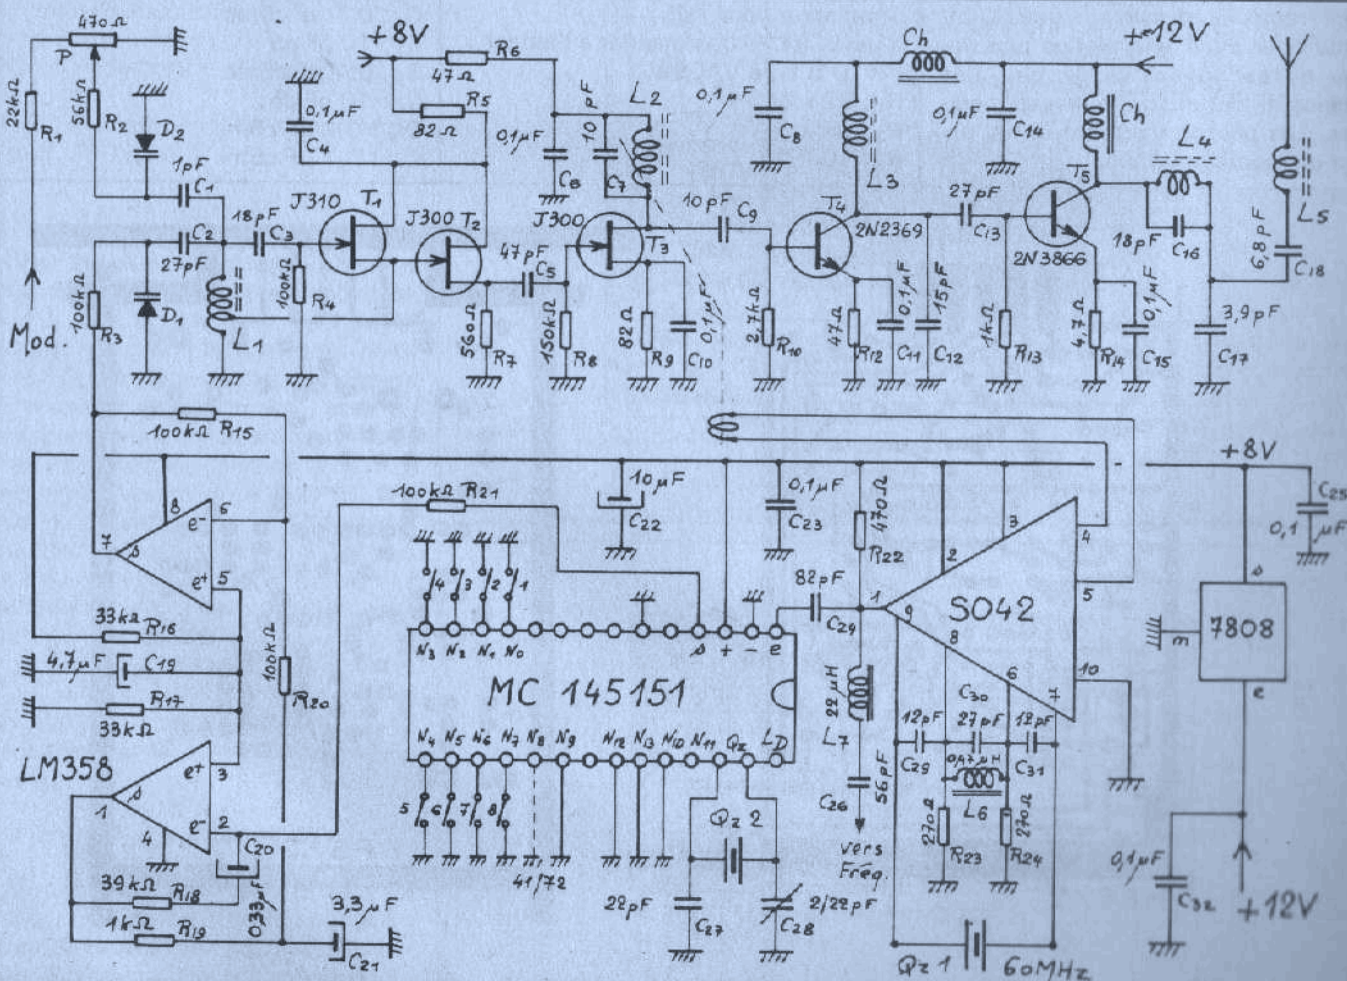 470Ω
P
+8V
R6
47Ω
Ch
+12V
22kΩ
R1
56kΩ
R2
D2
0,1µF
C4
R5
82Ω
0,1µF
C6
10 pF
C7
L2
0,1µF
C8
L3
0,1µF
C14
Ch
L4
L5
1pF
C1
C2
27pF
18pF
C3
J310
T1
J300
T2
47pF
C5
J300
T3
10pF
C9
T4
2N2369
27pF
C13
T5
2N3866
18pF
C16
6,8pF
C18
Mod.
100kΩ
R3
D1
L1
100kΩ
R4
560Ω
R7
150kΩ
R8
82Ω
R9
0,1µF
C10
2,7kΩ
R10
47Ω
R12
0,1µF
C11
15pF
C12
1kΩ
R13
4,7Ω
R14
0,1µF
C15
3,9pF
C17
100kΩ R15
+8V
8
6
e-
7
s
e+
5
100kΩ R21
10µF
C22
0,1µF
C23
470Ω
R22
2
3
4
C25
0,1 µF
4 3 2 1
82pF
C24
1
9
SO42
5
s
7808
m
e
33kΩ
R16
4,7µF
C19
R17
33kΩ
100kΩ
R20
s + - e
N3 N2 N1 N0
MC 145151
8
6
7
10
22µH
L7
12pF
C29
C30
27pF
12pF
C31
0,47µH
L6
N4 N5 N6 N7 N8 N9 N12 N13 N10 N11 Qz LD
LM358
e+
3
s
1
4
e-
2
C20
5 6 7 8
41/72
Qz 2
56pF
C26
vers
Fréq.
270Ω
R23
270Ω
R24
39kΩ
R18
0,33µF
1kΩ
R19
3,3µF
C21
22pF
C27
2/22pF
C28
Qz 1
60MHz
0,1µF
C32
+12V